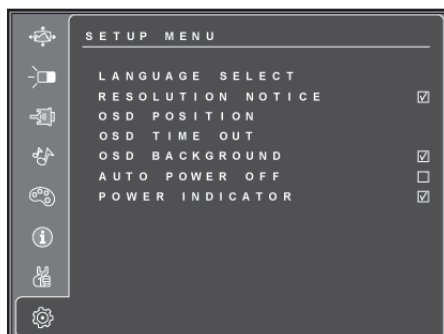 SETUP MENU
LANGUAGE SELECT
RESOLUTION NOTICE
OSD POSITION
OSD TIME OUT
OSD BACKGROUND
AUTO POWER OFF
POWER INDICATOR